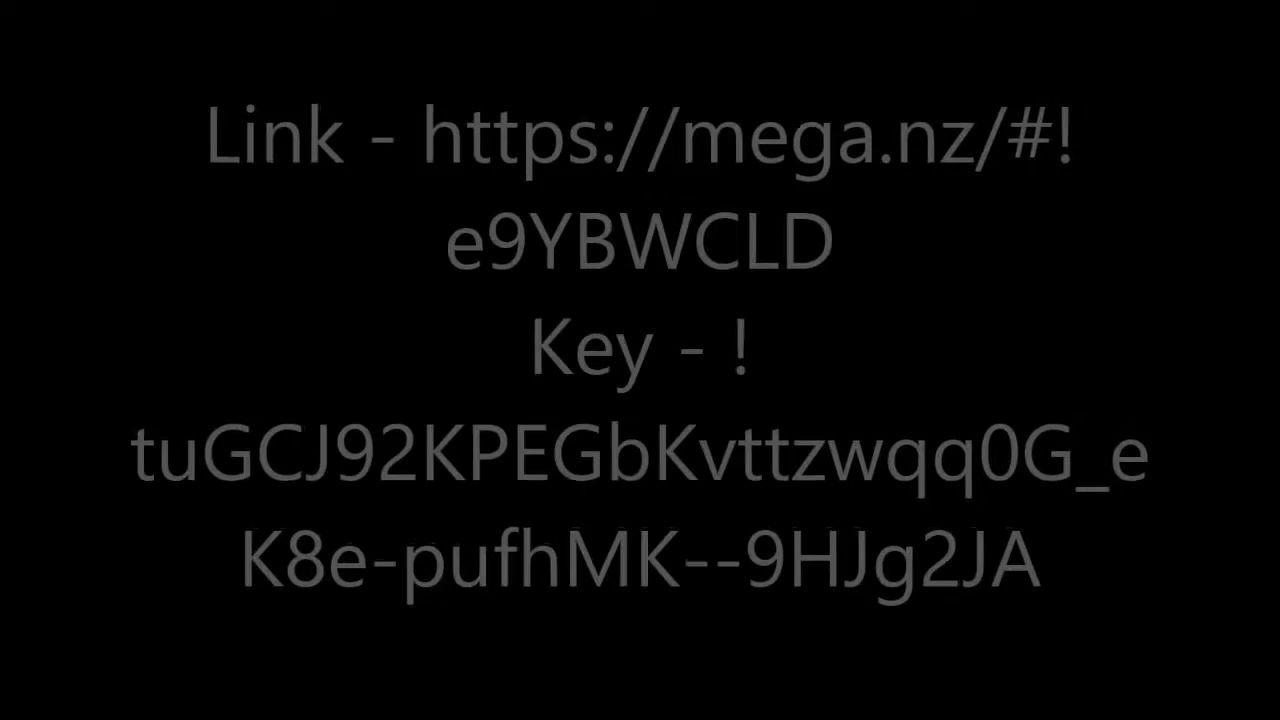 Link - https://mega.nz/#!
e9YBWCLD
Key - !
tuGCJ92KPEGbKvttzwqq0G_e
K8e-pufhMK--9HJg2JA